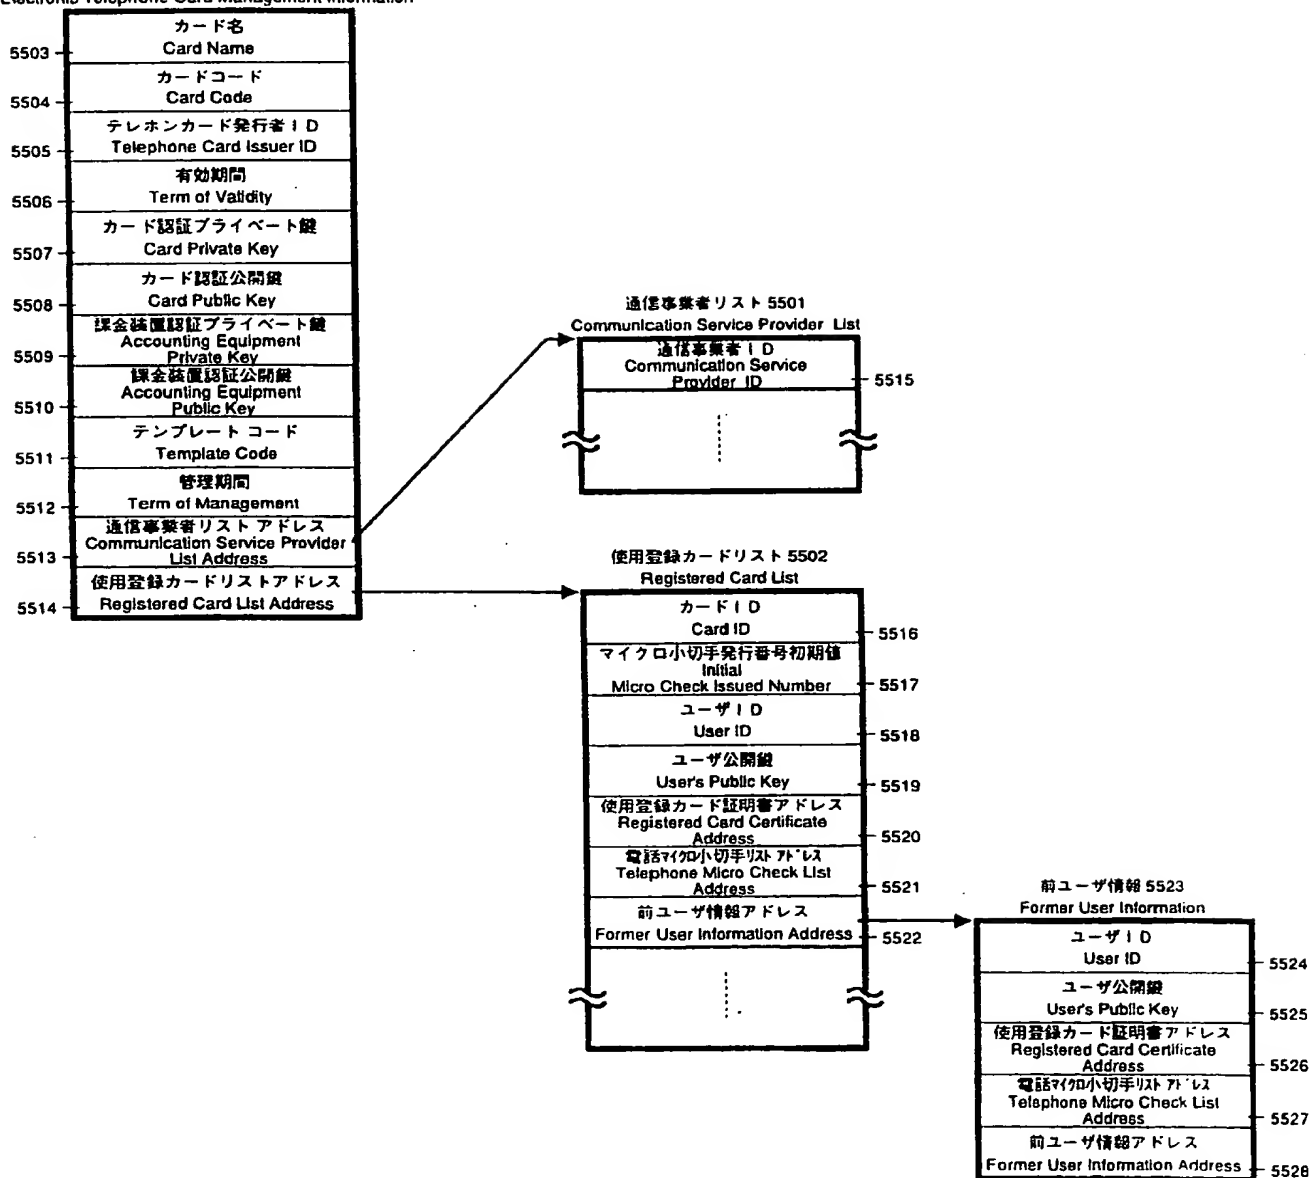 Electronic Telephone Card Management Information
カード名
Card Name
5503
カードコード
Card Code
5504
テレホンカード発行者ID
Telephone Card Issuer ID
5505
有効期間
Term of Validity
5506
カード認証プライベート鍵
Card Private Key
5507
カード認証公開鍵
Card Public Key
5508
課金装置認証プライベート鍵
Accounting Equipment
Private Key
5509
課金装置認証公開鍵
Accounting Equipment
Public Key
5510
テンプレート コード
Template Code
5511
管理期間
Term of Management
5512
通信事業者リスト アドレス
Communication Service Provider
List Address
5513
使用登録カードリストアドレス
Registered Card List Address
5514
通信事業者リスト 5501
Communication Service Provider List
通信事業者ID
Communication Service
Provider ID
5515
使用登録カードリスト 5502
Registered Card List
カードID
Card ID
5516
マイクロ小切手発行番号初期値
Initial
Micro Check Issued Number
5517
ユーザID
User ID
5518
ユーザ公開鍵
User's Public Key
5519
使用登録カード証明書アドレス
Registered Card Certificate
Address
5520
電話マイクロ小切手リスト アドレス
Telephone Micro Check List
Address
5521
前ユーザ情報アドレス
Former User Information Address
5522
前ユーザ情報 5523
Former User Information
ユーザID
User ID
5524
ユーザ公開鍵
User's Public Key
5525
使用登録カード証明書アドレス
Registered Card Certificate
Address
5526
電話マイクロ小切手リスト アドレス
Telephone Micro Check List
Address
5527
前ユーザ情報アドレス
Former User Information Address
5528